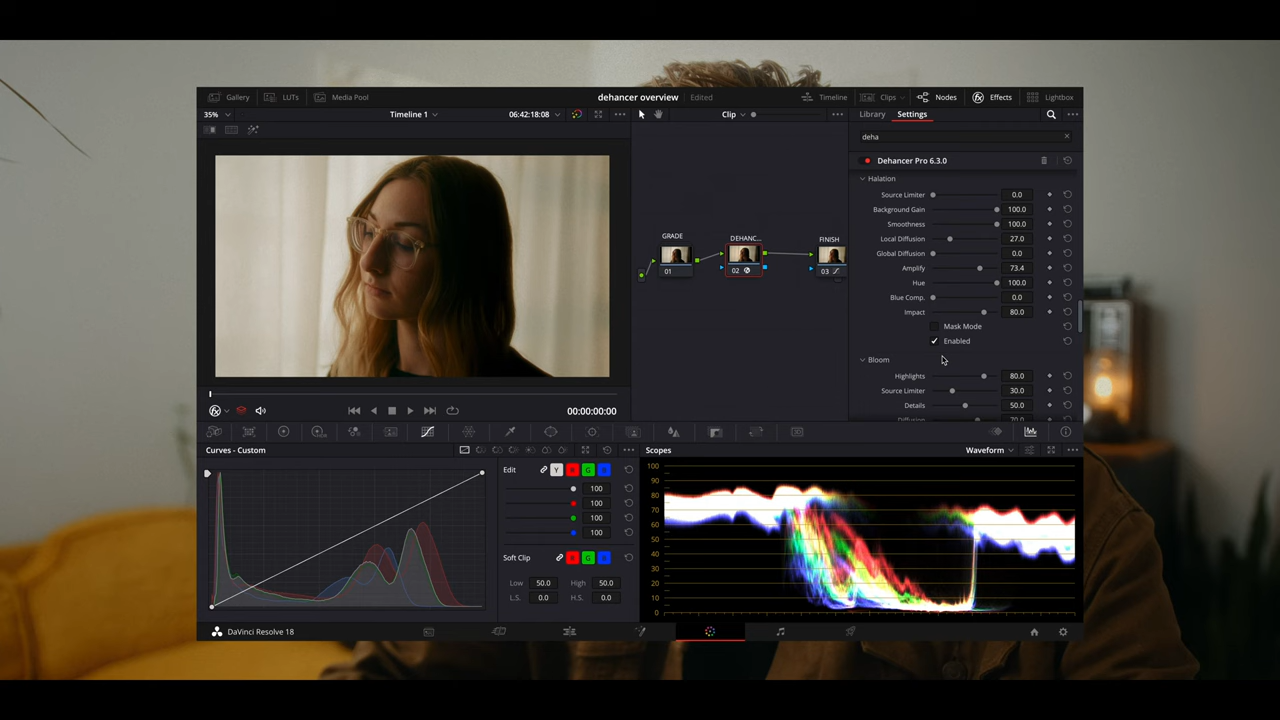 Gallery LUTs Media Pool dehancer overview Edited Timeline Clips Nodes Effects Lightbox
35% Timeline 1 06:42:18:08 Clip Library Settings
deha
Dehancer Pro 6.3.0
Halation
Source Limiter 0.0
Background Gain 100.0
Smoothness 100.0
Local Diffusion 27.0
Global Diffusion 0.0
Amplify 73.4
Hue 100.0
Blue Comp. 0.0
Impact 80.0
Mask Mode
Enabled
Bloom
Highlights 80.0
Source Limiter 30.0
Details 50.0
GRADE DEHANC... FINISH
01 02 03
00:00:00:00
Curves - Custom
Edit Y R G B
100
100
100
100
Soft Clip R G B
Low 50.0 High 50.0
L.S. 0.0 H.S. 0.0
Scopes Waveform
100
90
80
70
60
50
40
30
20
10
0
DaVinci Resolve 18